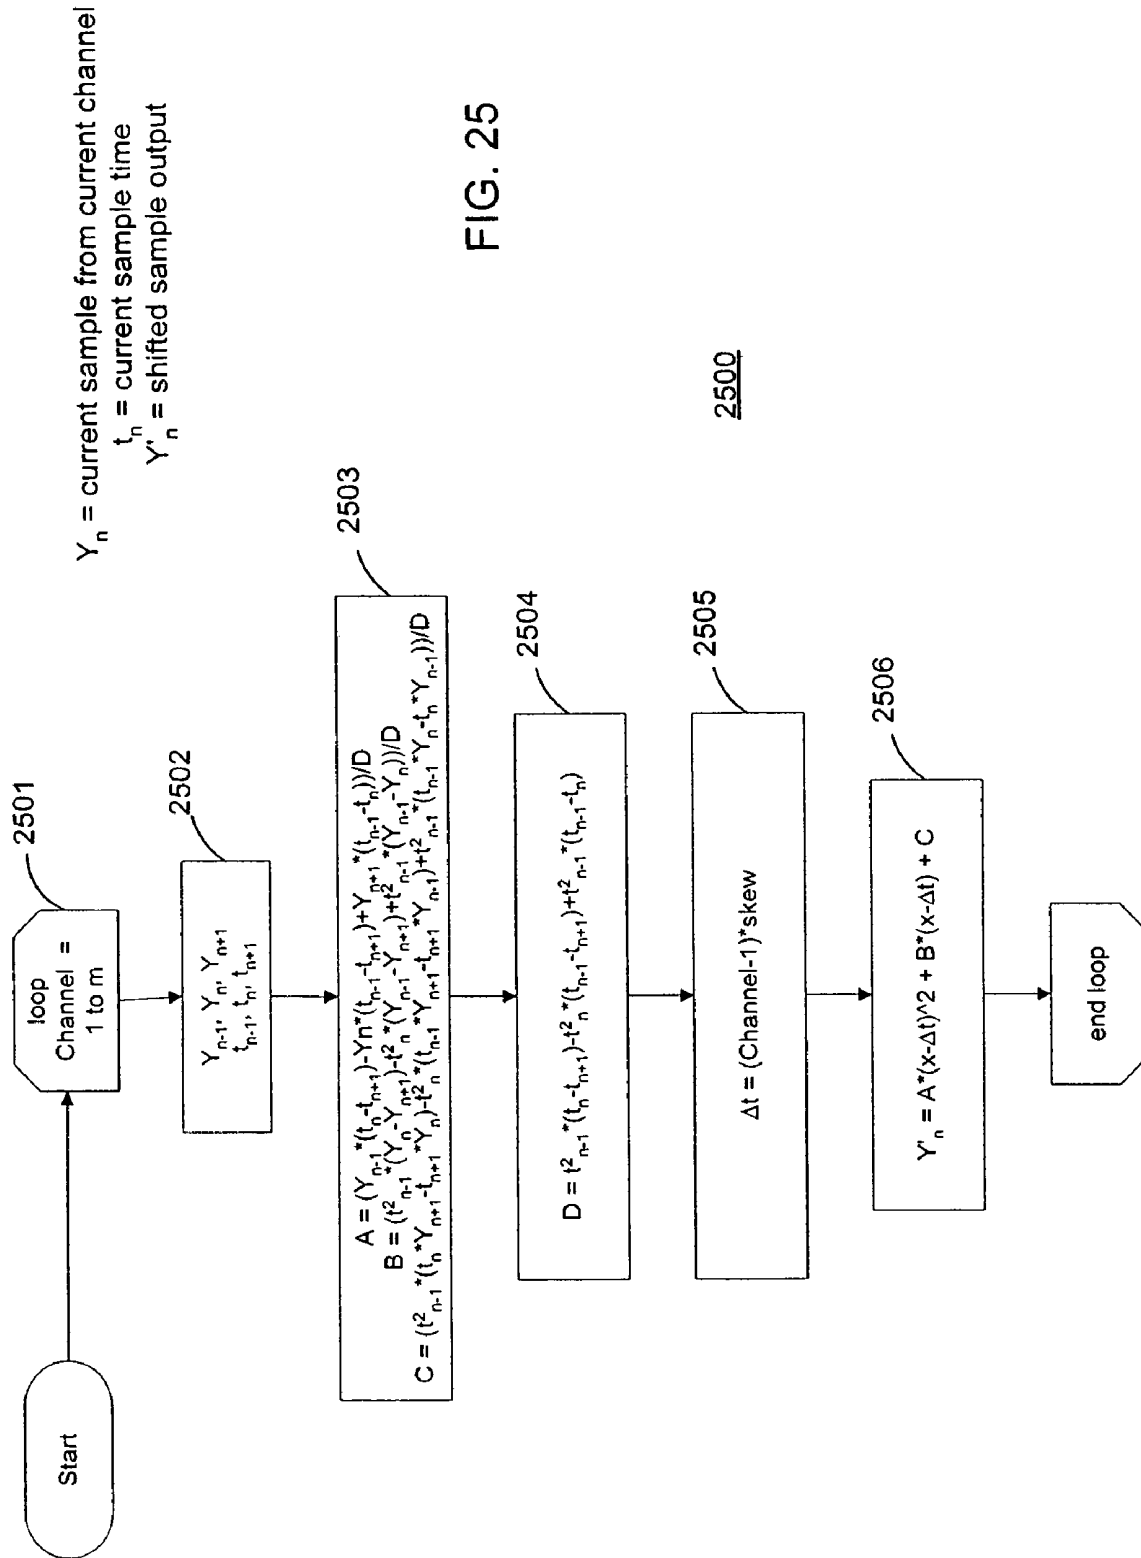 Y_n = current sample from current channel
t_n = current sample time
Y'_n = shifted sample output
Start
2501
loop
Channel =
1 to m
2502
Y_{n-1}, Y_n, Y_{n+1}
t_{n-1}, t_n, t_{n+1}
2503
A = (Y_{n-1}*(t_n-t_{n+1})-Yn*(t_{n-1}-t_{n+1})+Y_{n+1}*(t_{n-1}-t_n))/D
B = (t²_{n-1}*(Y_n-Y_{n+1})-t²_n*(Y_{n-1}-Y_{n+1})+t²_{n-1}*(Y_{n-1}-Y_n))/D
C = (t²_{n-1}*(t_n*Y_{n+1}-t_{n+1}*Y_n)-t²_n*(t_{n-1}*Y_{n+1}-t_{n+1}*Y_{n-1})+t²_{n-1}*(t_{n-1}*Y_n-t_n*Y_{n-1}))/D
2504
D = t²_{n-1}*(t_n-t_{n+1})-t²_n*(t_{n-1}-t_{n+1})+t²_{n-1}*(t_{n-1}-t_n)
2505
Δt = (Channel-1)*skew
2506
Y'_n = A*(x-Δt)^2 + B*(x-Δt) + C
end loop
2500
FIG. 25